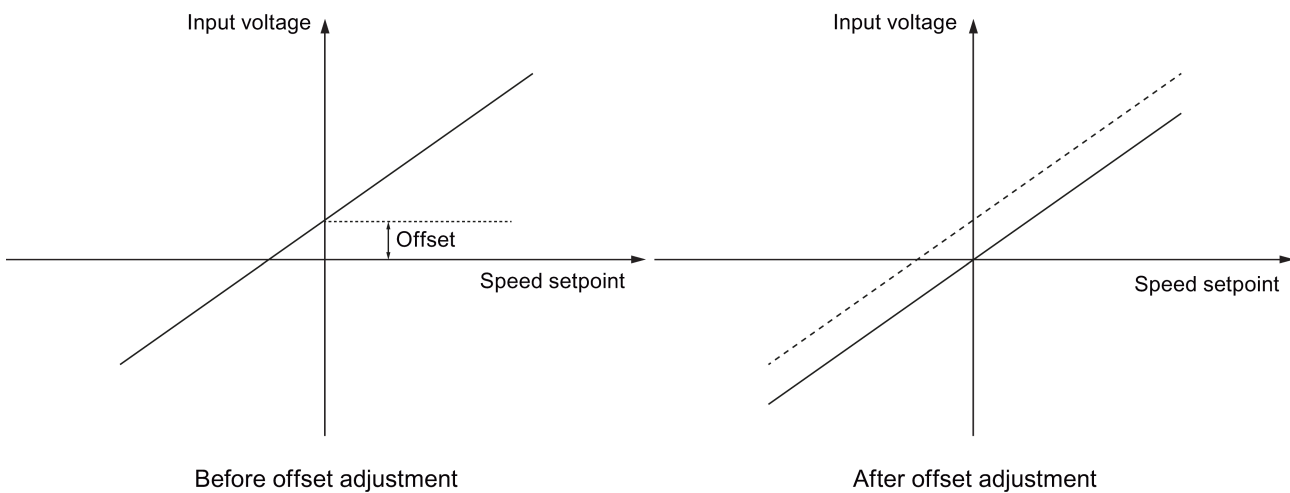 Input voltage
Offset
Speed setpoint
Before offset adjustment
Input voltage
Speed setpoint
After offset adjustment